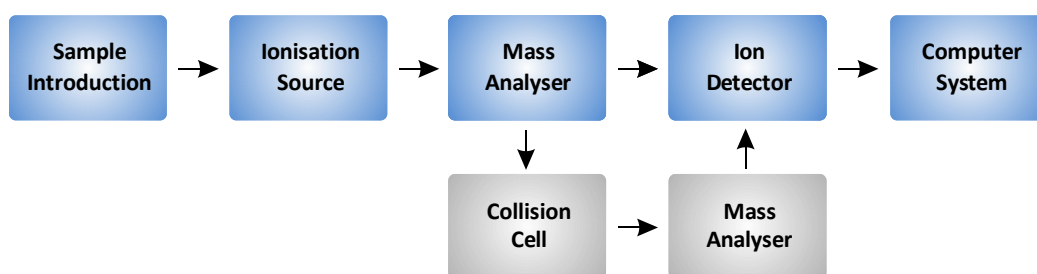 Sample
Introduction
Ionisation
Source
Mass
Analyser
Ion
Detector
Computer
System
Collision
Cell
Mass
Analyser